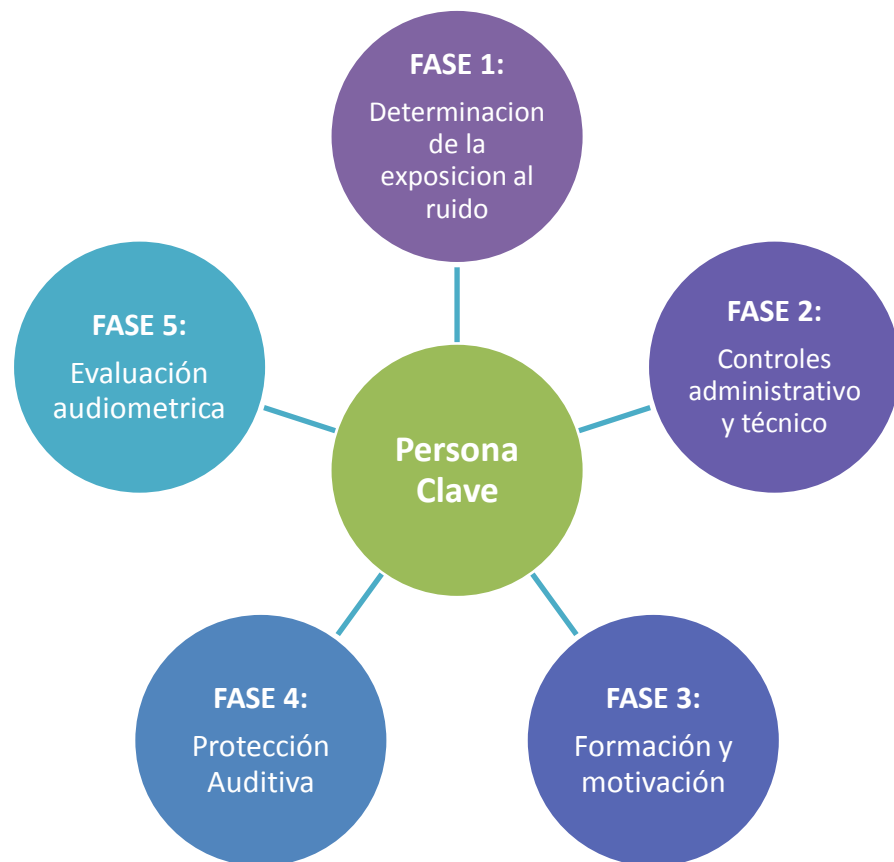 FASE 1:
Determinacion
de la
exposicion al
ruido
FASE 2:
Controles
administrativo
y técnico
FASE 3:
Formación y
motivación
FASE 4:
Protección
Auditiva
FASE 5:
Evaluación
audiometrica
Persona
Clave